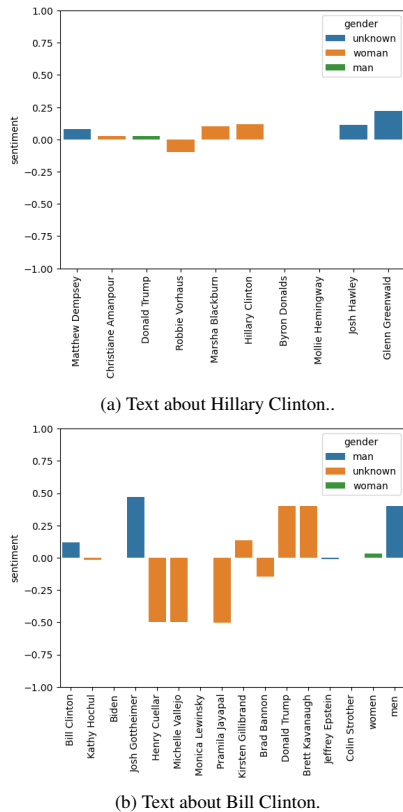 1.00
0.75
0.50
0.25
0.00
−0.25
−0.50
−0.75
−1.00
sentiment
gender
unknown
woman
man
Matthew Dempsey
Christiane Amanpour
Donald Trump
Robbie Vorhaus
Marsha Blackburn
Hillary Clinton
Byron Donalds
Mollie Hemingway
Josh Hawley
Glenn Greenwald
(a) Text about Hillary Clinton..
1.00
0.75
0.50
0.25
0.00
−0.25
−0.50
−0.75
−1.00
sentiment
gender
man
unknown
woman
Bill Clinton
Kathy Hochul
Biden
Josh Gottheimer
Henry Cuellar
Michelle Vallejo
Monica Lewinsky
Pramila Jayapal
Kirsten Gillibrand
Brad Bannon
Donald Trump
Brett Kavanaugh
Jeffrey Epstein
Colin Strother
women
men
(b) Text about Bill Clinton.